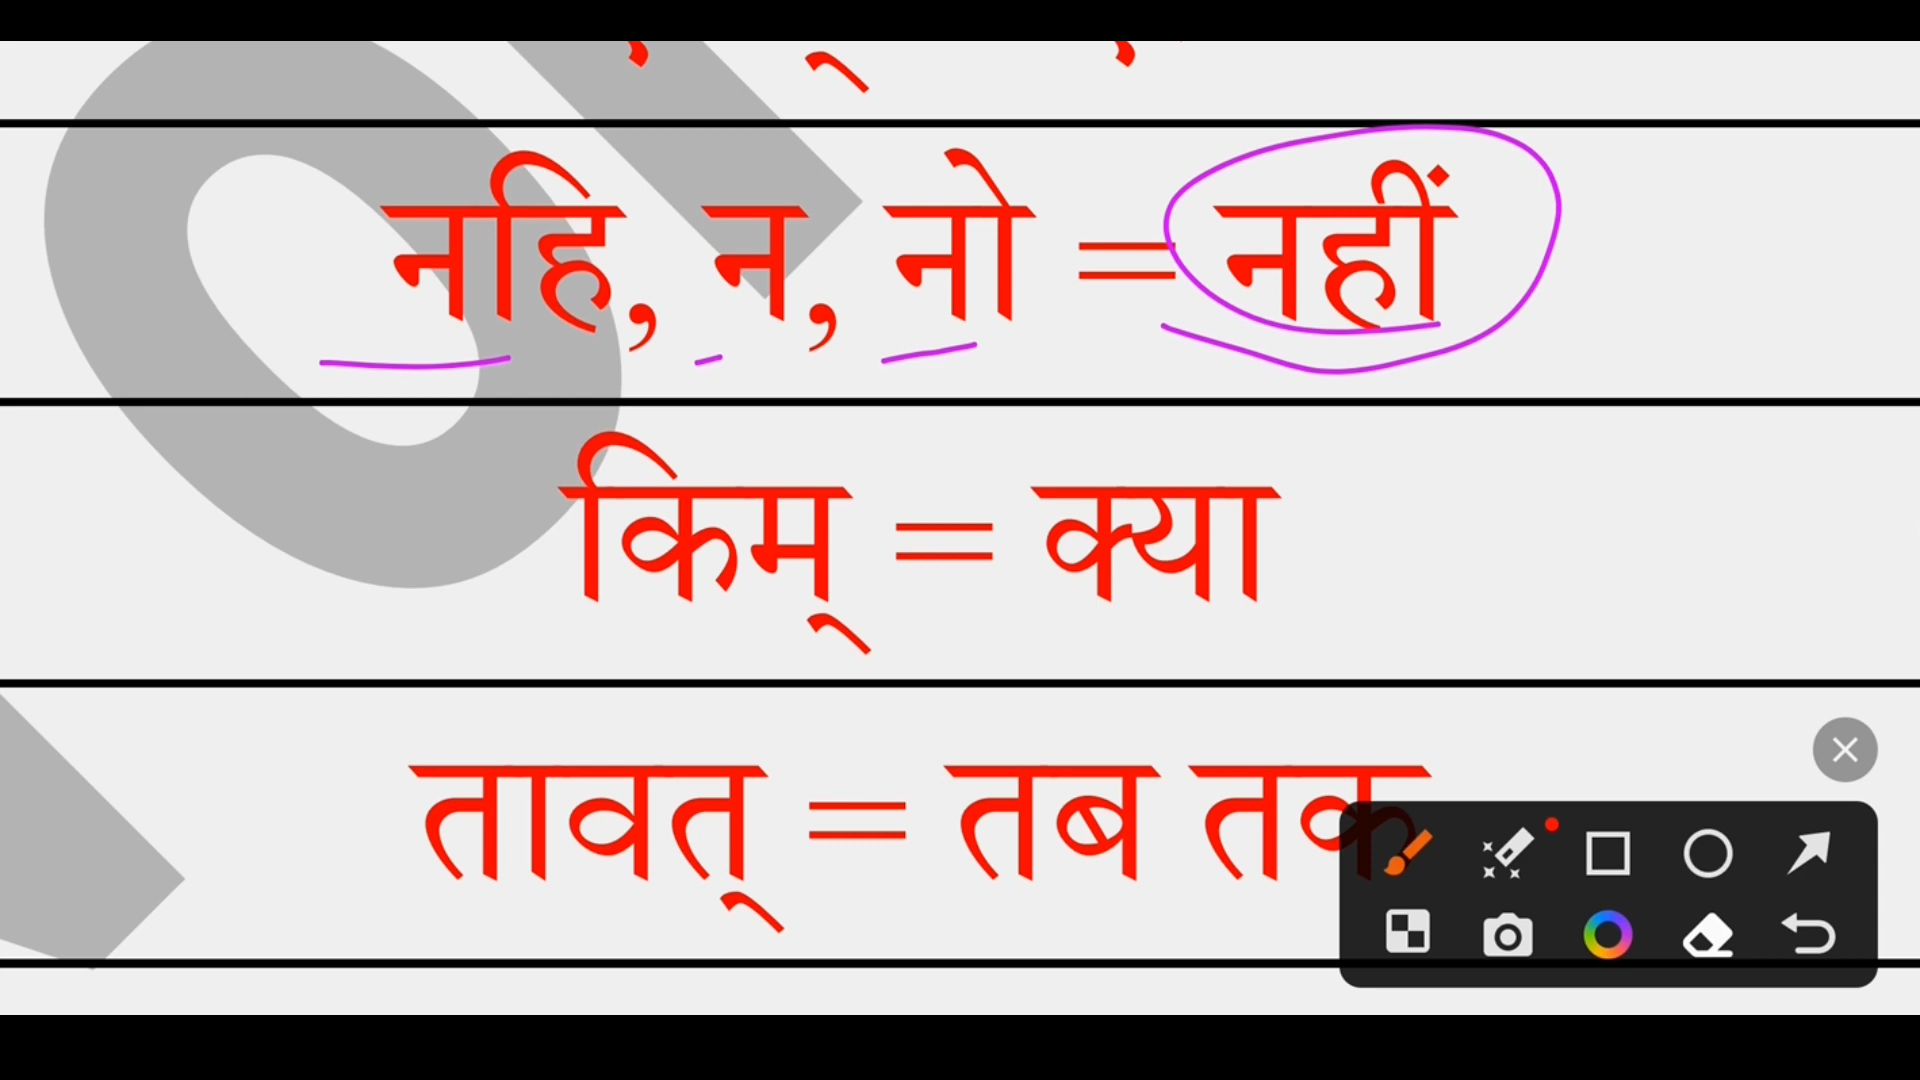 नहि, न, नो = नहीं
किम् = क्या
तावत् = तब तक